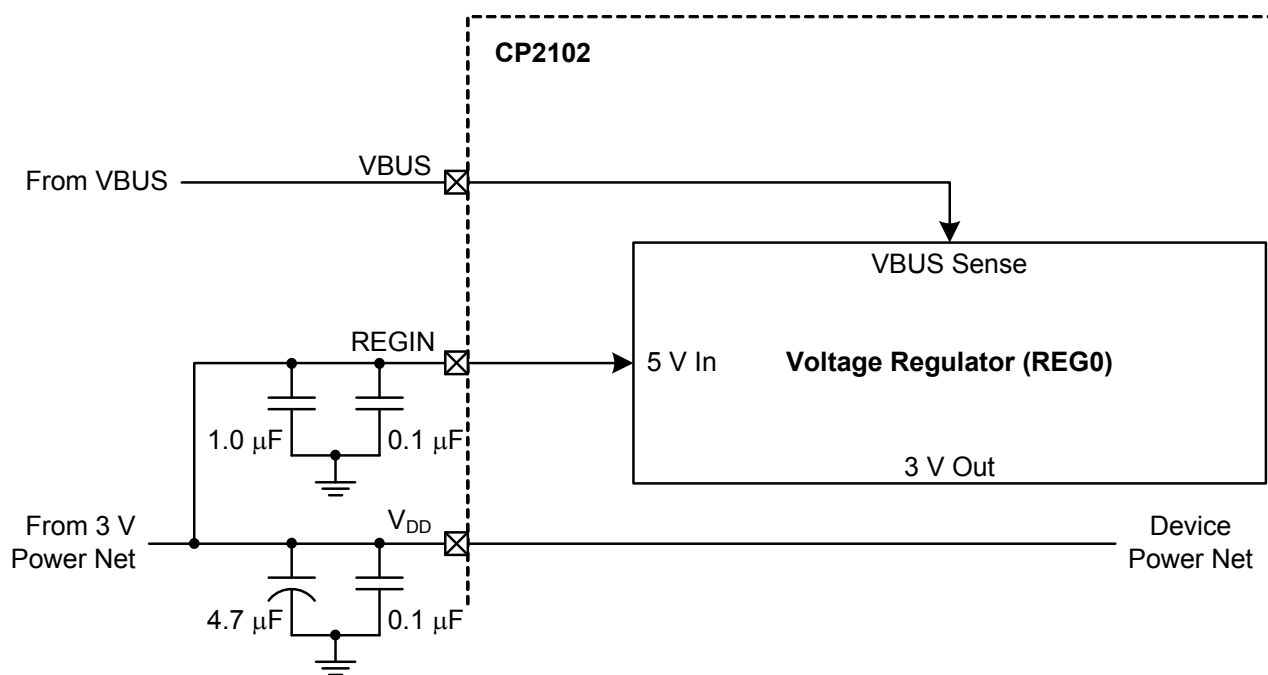 CP2102
VBUS
From VBUS
VBUS Sense
REGIN
5 V In
Voltage Regulator (REG0)
1.0 μF
0.1 μF
3 V Out
From 3 V
Power Net
VDD
Device
Power Net
4.7 μF
0.1 μF